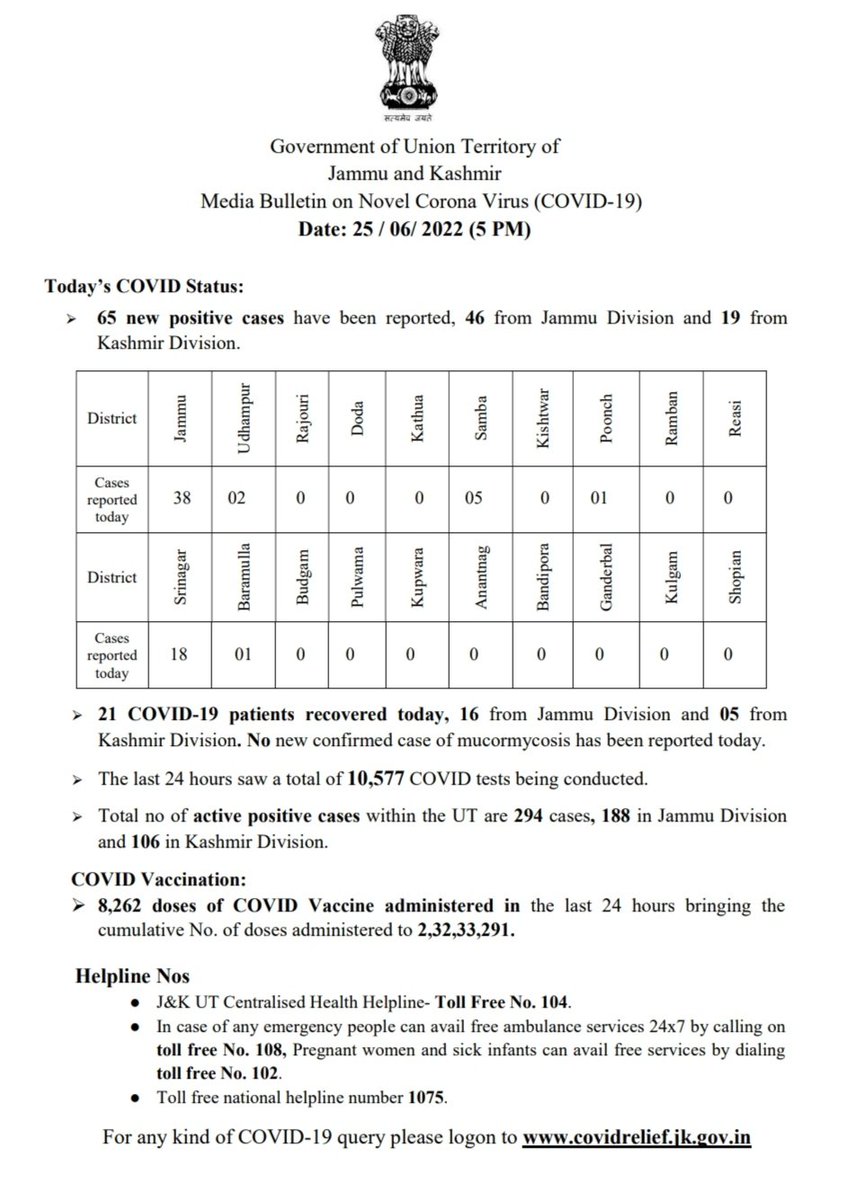 सत्यमेव जयते
Government of Union Territory of
Jammu and Kashmir
Media Bulletin on Novel Corona Virus (COVID-19)
Date: 25 / 06/ 2022 (5 PM)
Today’s COVID Status:
➢ 65 new positive cases have been reported, 46 from Jammu Division and 19 from
Kashmir Division.
District Jammu Udhampur Rajouri Doda Kathua Samba Kishtwar Poonch Ramban Reasi
Cases
reported
today
38 02 0 0 0 05 0 01 0 0
District Srinagar Baramulla Budgam Pulwama Kupwara Anantnag Bandipora Ganderbal Kulgam Shopian
Cases
reported
today
18 01 0 0 0 0 0 0 0 0
➢ 21 COVID-19 patients recovered today, 16 from Jammu Division and 05 from
Kashmir Division. No new confirmed case of mucormycosis has been reported today.
➢ The last 24 hours saw a total of 10,577 COVID tests being conducted.
➢ Total no of active positive cases within the UT are 294 cases, 188 in Jammu Division
and 106 in Kashmir Division.
COVID Vaccination:
➢ 8,262 doses of COVID Vaccine administered in the last 24 hours bringing the
cumulative No. of doses administered to 2,32,33,291.
Helpline Nos
● J&K UT Centralised Health Helpline- Toll Free No. 104.
● In case of any emergency people can avail free ambulance services 24x7 by calling on
toll free No. 108, Pregnant women and sick infants can avail free services by dialing
toll free No. 102.
● Toll free national helpline number 1075.
For any kind of COVID-19 query please logon to www.covidrelief.jk.gov.in